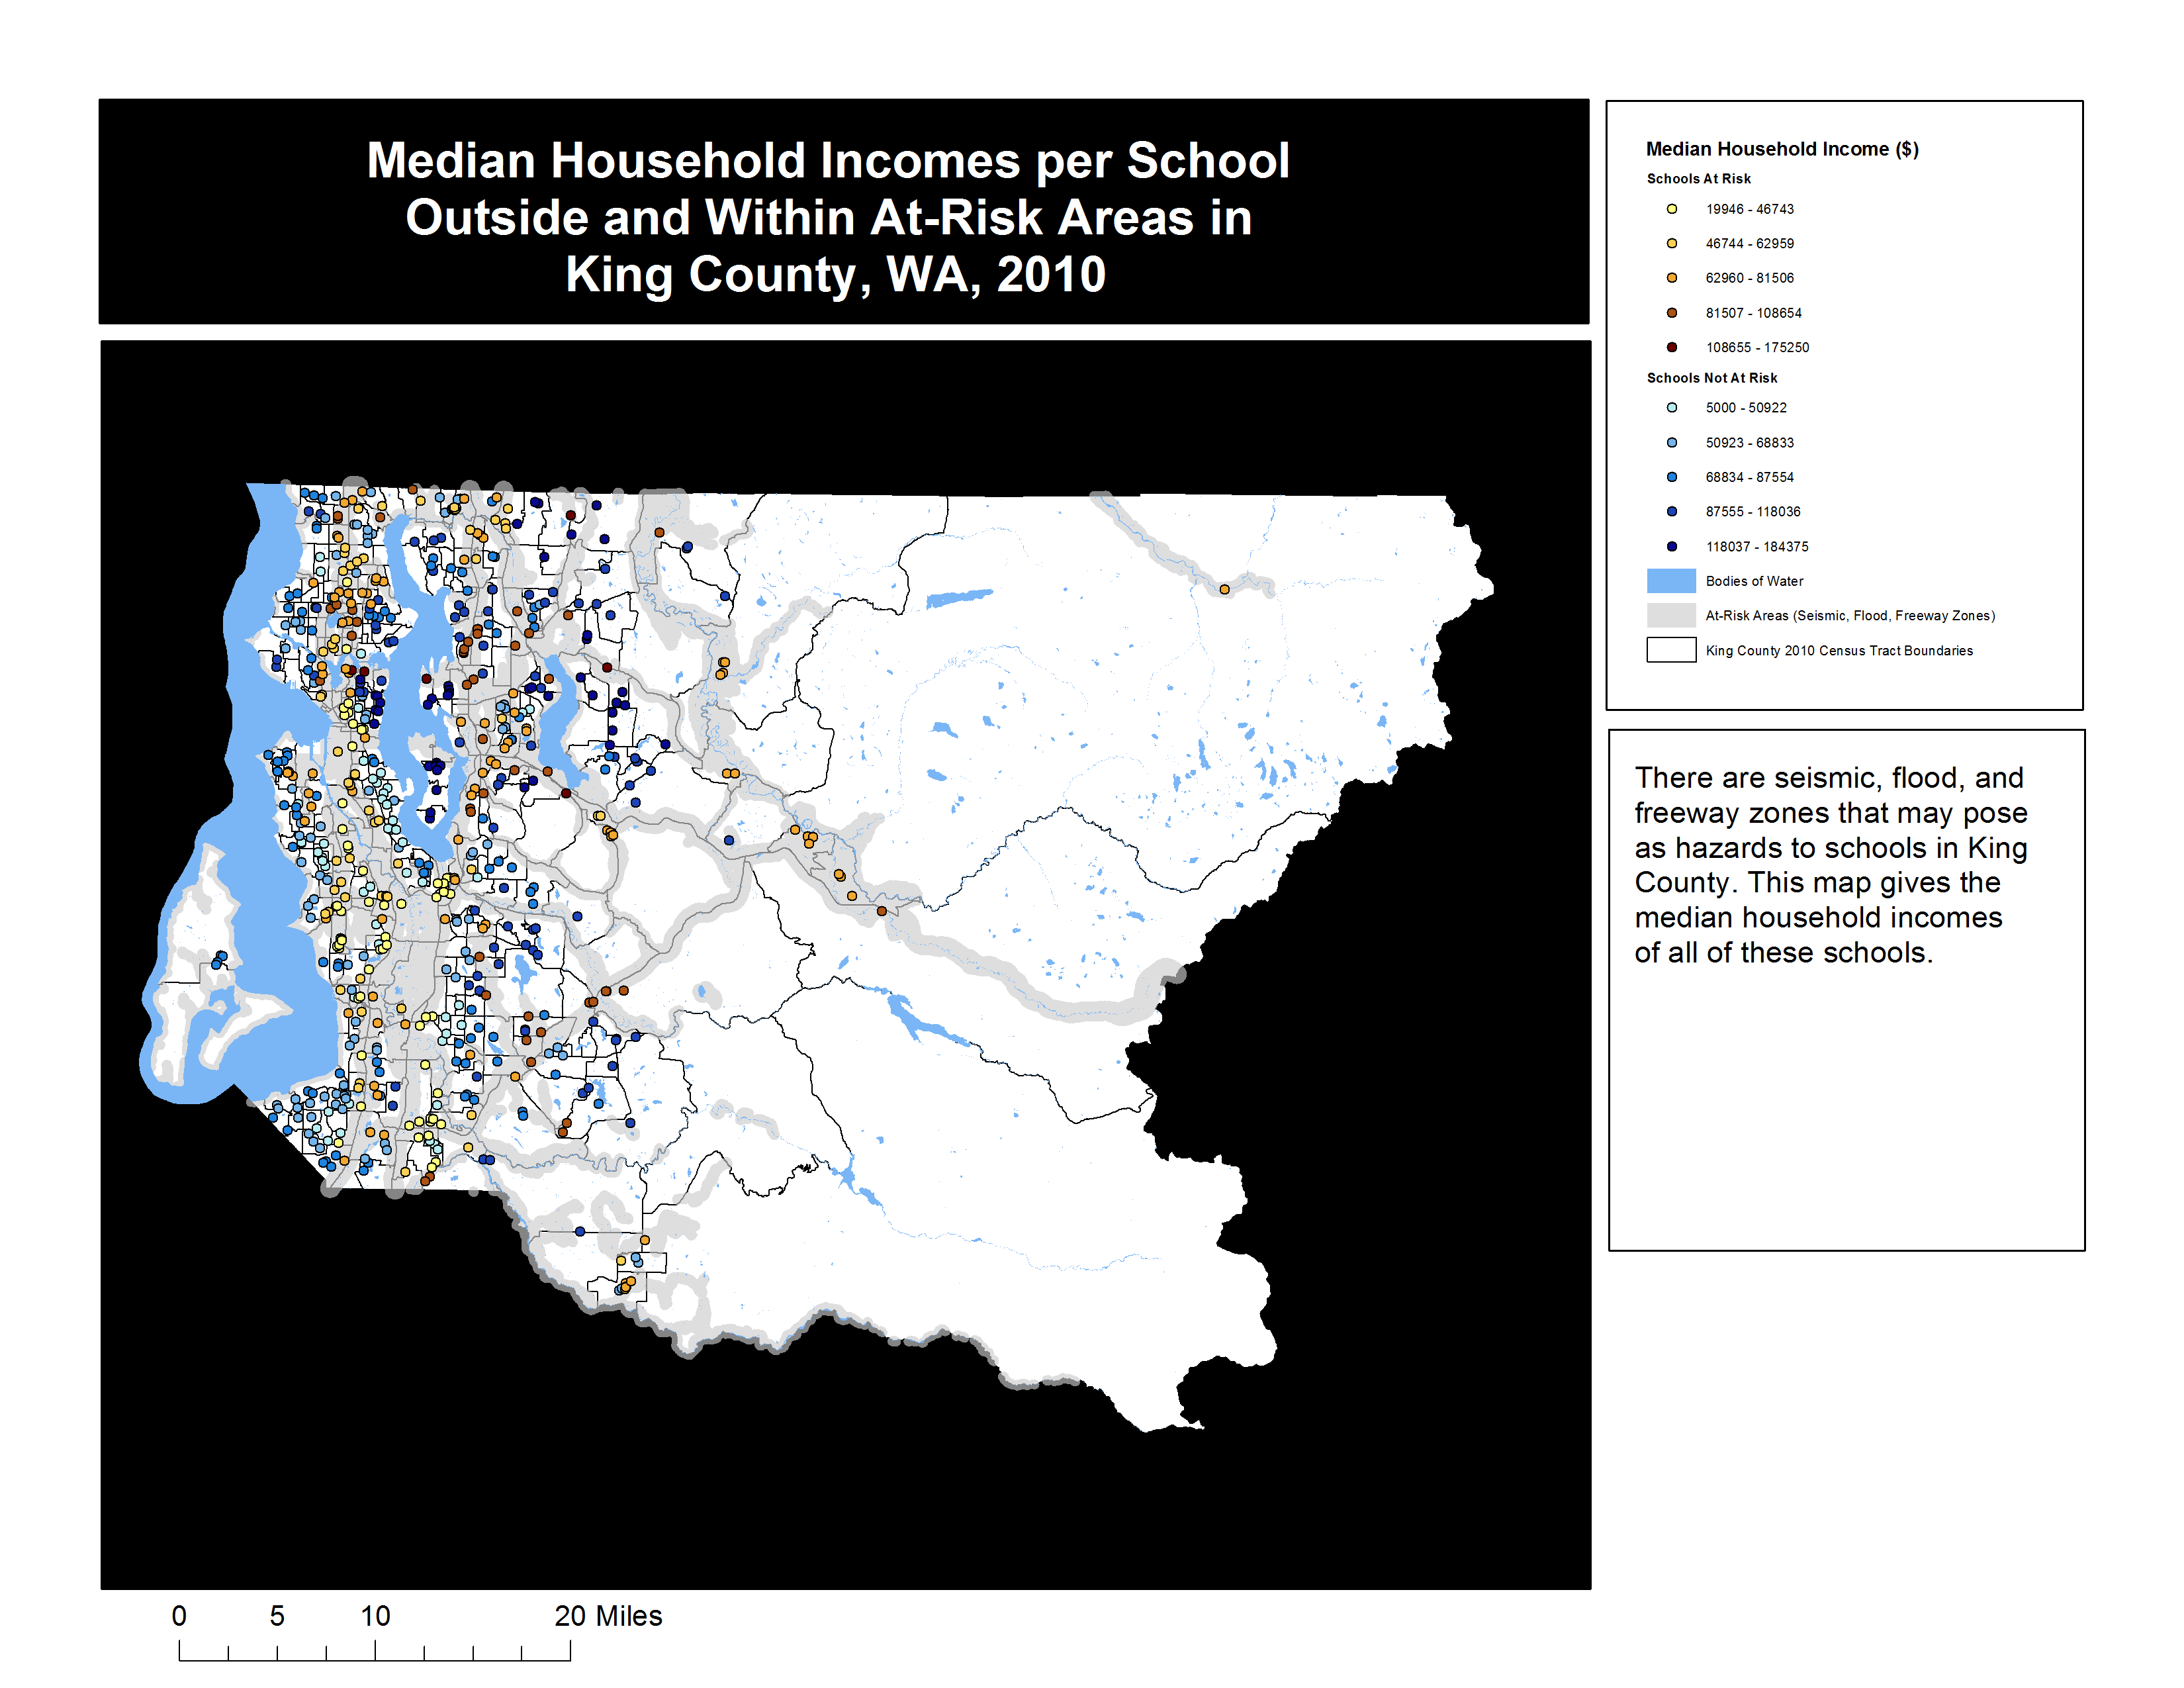 Median Household Incomes per School
Outside and Within At-Risk Areas in
King County, WA, 2010
Median Household Income ($)
Schools At Risk
19946 - 46743
46744 - 62959
62960 - 81506
81507 - 108654
108655 - 175250
Schools Not At Risk
5000 - 50922
50923 - 68833
68834 - 87554
87555 - 118036
118037 - 184375
Bodies of Water
At-Risk Areas (Seismic, Flood, Freeway Zones)
King County 2010 Census Tract Boundaries
There are seismic, flood, and
freeway zones that may pose
as hazards to schools in King
County. This map gives the
median household incomes
of all of these schools.
0 5 10 20 Miles